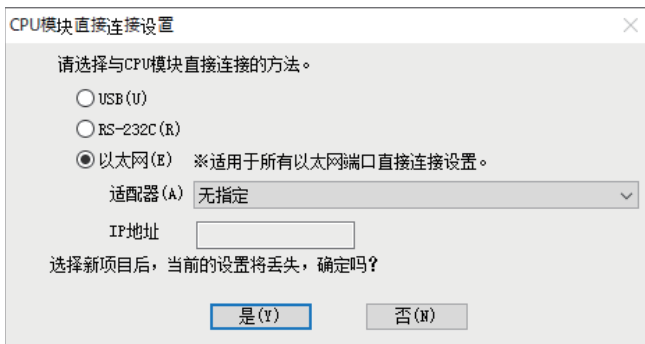 CPU模块直接连接设置
请选择与CPU模块直接连接的方法。
USB(U)
RS-232C(R)
以太网(E) ※适用于所有以太网端口直接连接设置。
适配器(A) 无指定
IP地址
选择新项目后，当前的设置将丢失，确定吗？
是(Y) 否(N)